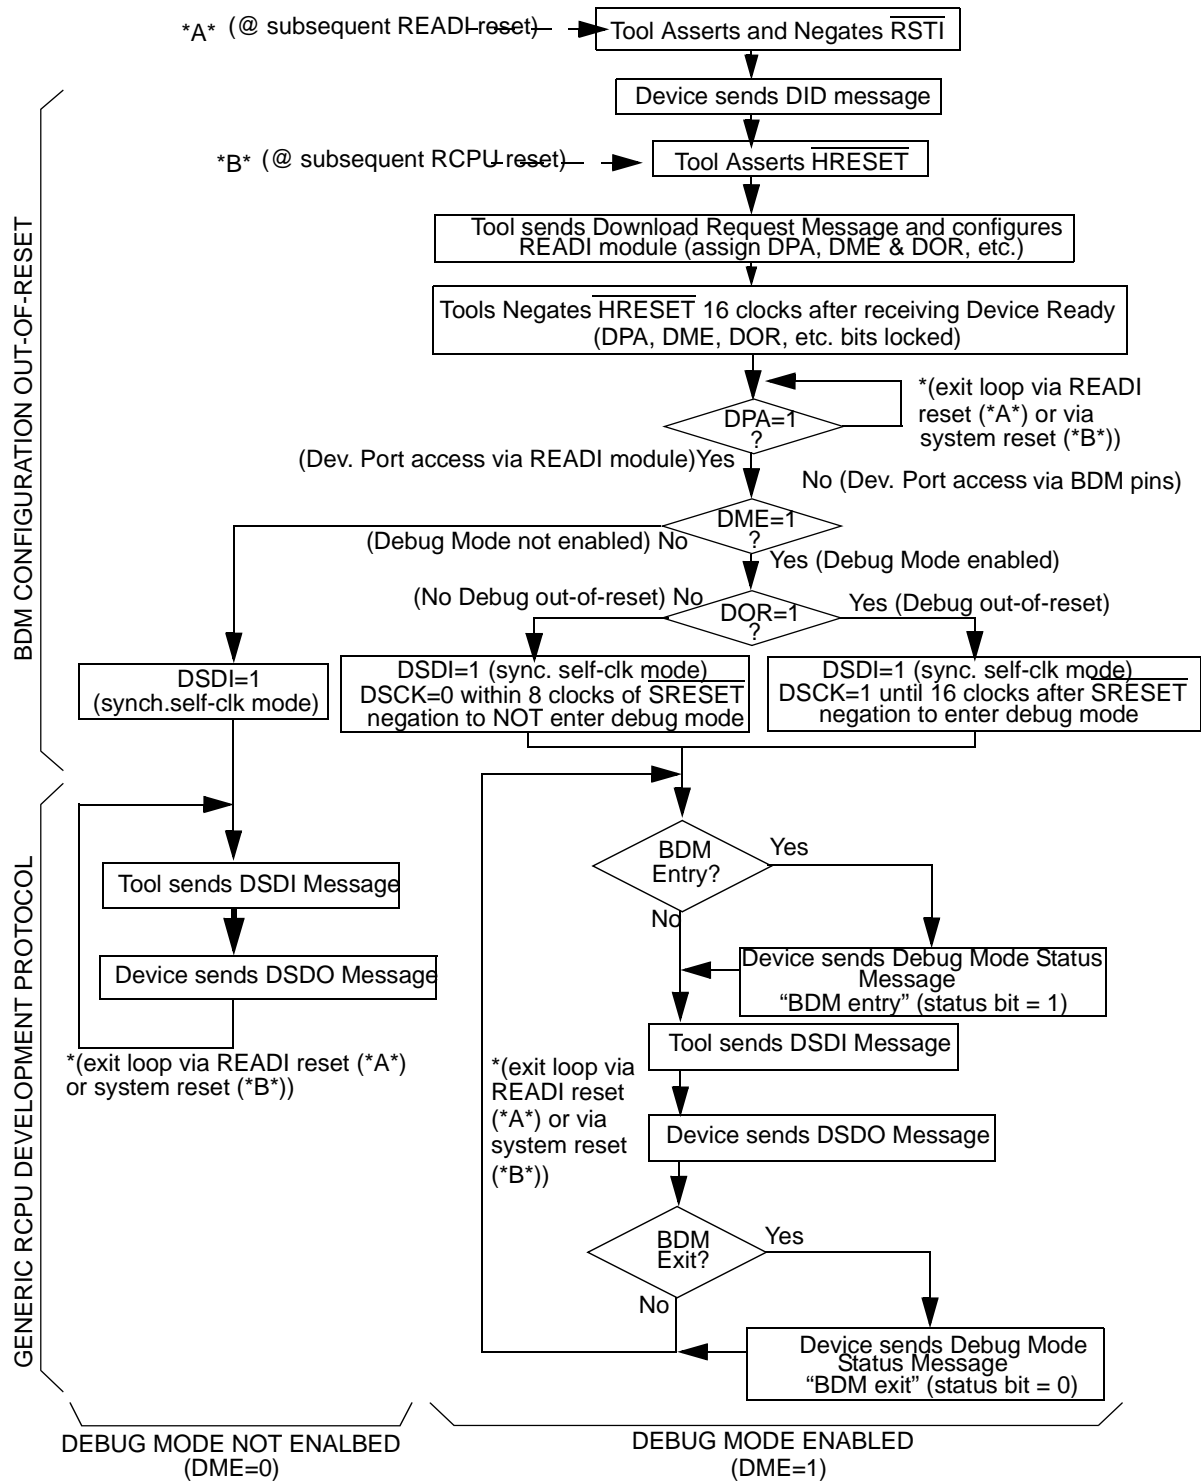 *A* (@ subsequent READI reset)
Tool Asserts and Negates RSTI
Device sends DID message
*B* (@ subsequent RCPU reset)
Tool Asserts HRESET
Tool sends Download Request Message and configures
READI module (assign DPA, DME & DOR, etc.)
Tools Negates HRESET 16 clocks after receiving Device Ready
(DPA, DME, DOR, etc. bits locked)
DPA=1
?
*(exit loop via READI
reset (*A*) or via
system reset (*B*))
(Dev. Port access via READI module)Yes
No (Dev. Port access via BDM pins)
DME=1
?
(Debug Mode not enabled) No
Yes (Debug Mode enabled)
DOR=1
?
(No Debug out-of-reset) No
Yes (Debug out-of-reset)
DSDI=1
(synch.self-clk mode)
DSDI=1 (sync. self-clk mode)
DSCK=0 within 8 clocks of SRESET
negation to NOT enter debug mode
DSDI=1 (sync. self-clk mode)
DSCK=1 until 16 clocks after SRESET
negation to enter debug mode
BDM CONFIGURATION OUT-OF-RESET
Tool sends DSDI Message
Device sends DSDO Message
*(exit loop via READI reset (*A*)
or system reset (*B*))
BDM
Entry?
Yes
No
Device sends Debug Mode Status
Message
“BDM entry” (status bit = 1)
Tool sends DSDI Message
*(exit loop via
READI reset
(*A*) or via
system reset
(*B*))
Device sends DSDO Message
BDM
Exit?
Yes
No
Device sends Debug Mode
Status Message
“BDM exit” (status bit = 0)
GENERIC RCPU DEVELOPMENT PROTOCOL
DEBUG MODE NOT ENALBED
(DME=0)
DEBUG MODE ENABLED
(DME=1)